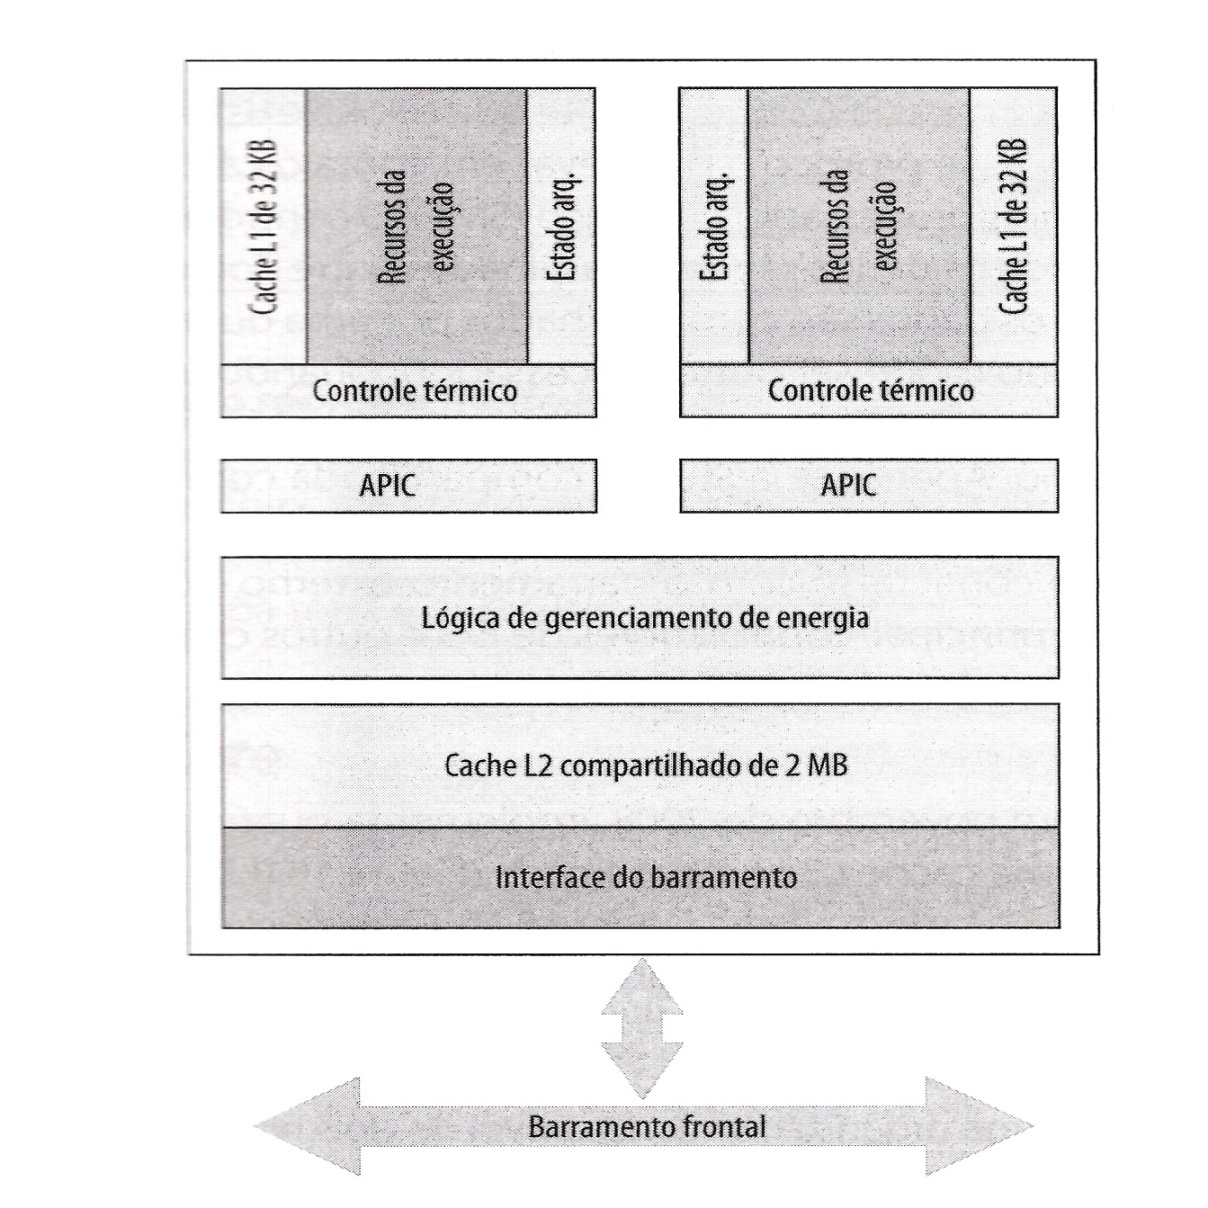 Cache L1 de 32 KB
Recursos da
execução
Estado arq.
Estado arq.
Recursos da
execução
Cache L1 de 32 KB
Controle térmico
Controle térmico
APIC
APIC
Lógica de gerenciamento de energia
Cache L2 compartilhado de 2 MB
Interface do barramento
Barramento frontal